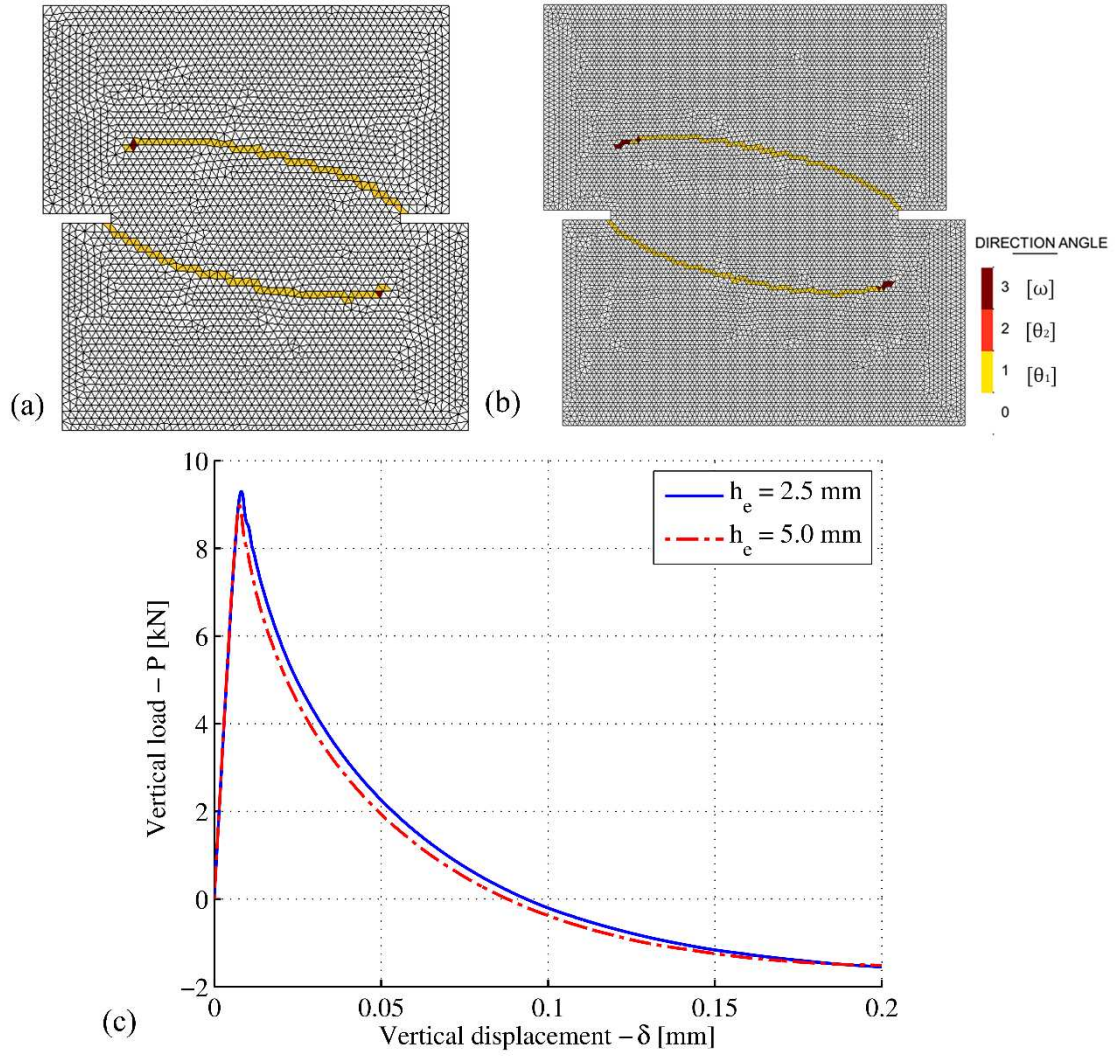 DIRECTION ANGLE
3 [ω]
2 [θ₂]
1 [θ₁]
0
(a)
(b)
10
8
6
4
2
0
−2
Vertical load − P [kN]
h_e = 2.5 mm
h_e = 5.0 mm
0 0.05 0.1 0.15 0.2
Vertical displacement − δ [mm]
(c)